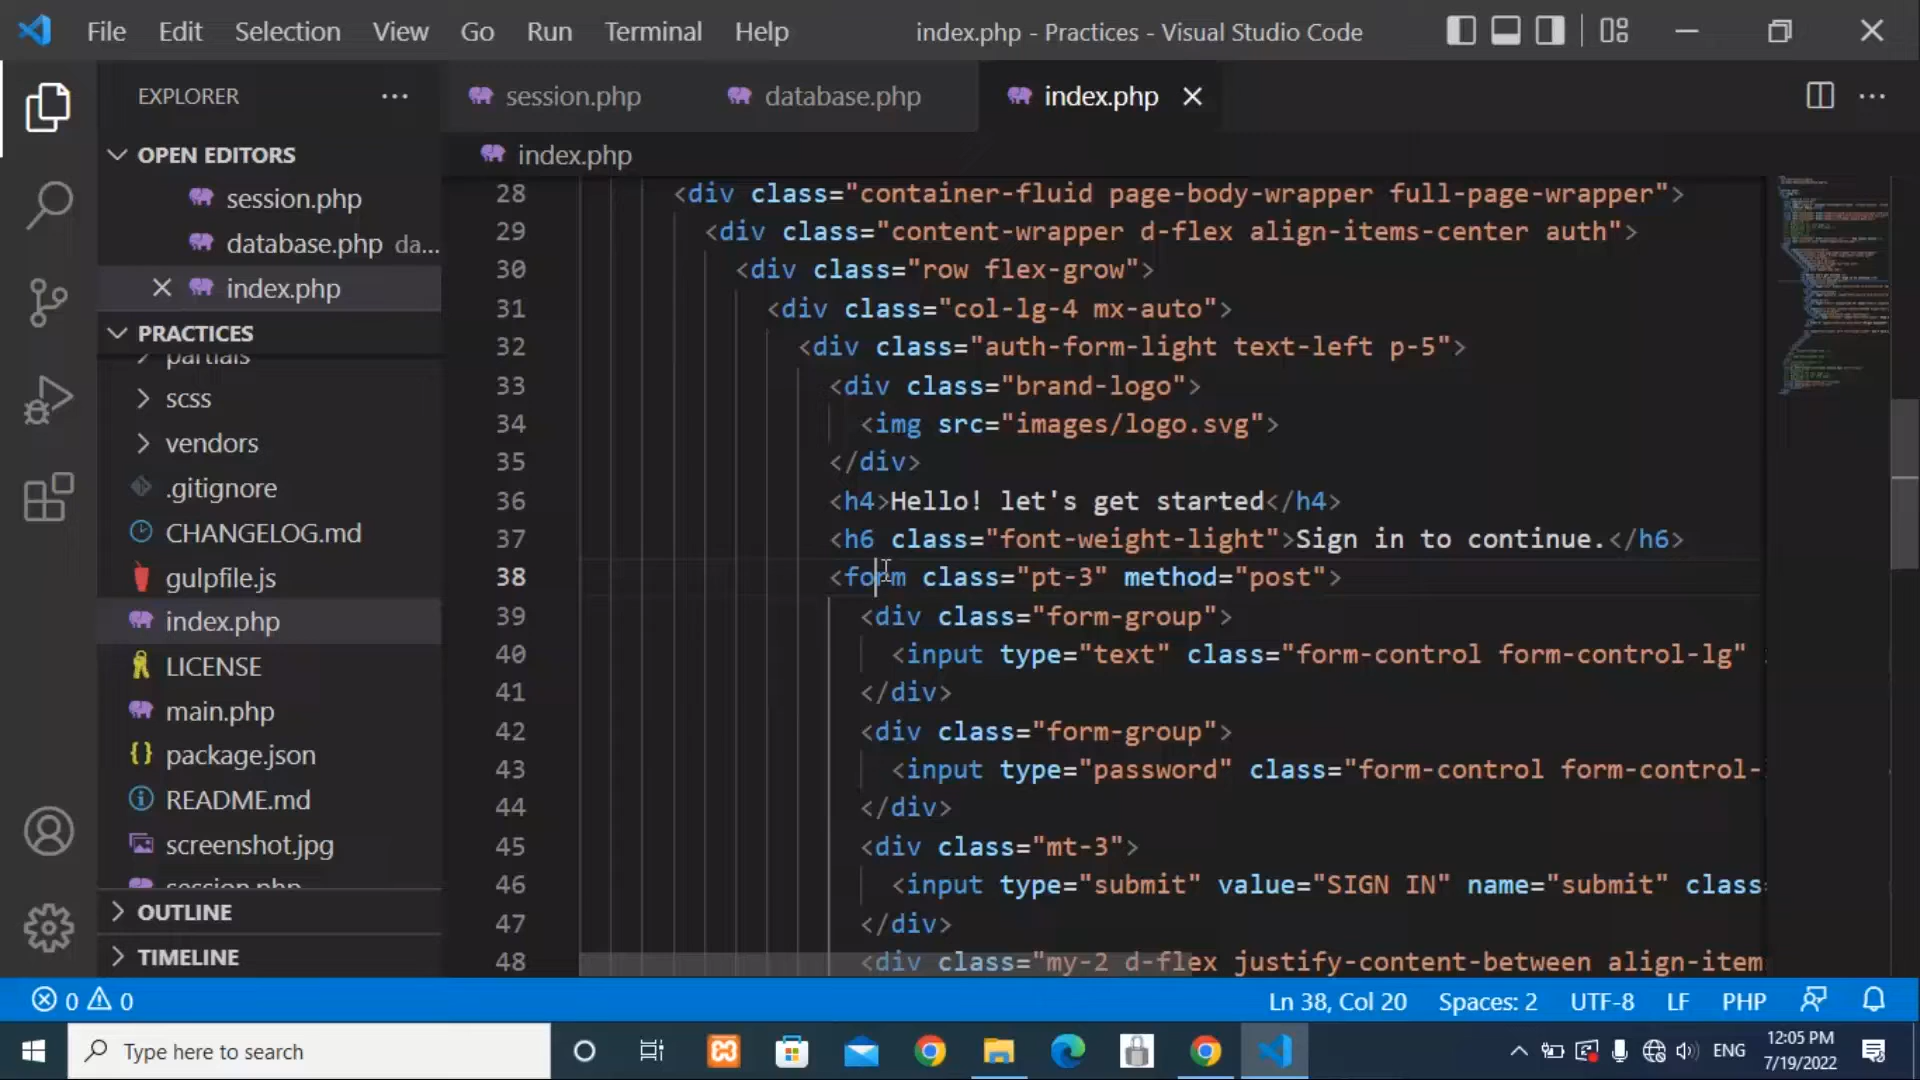 File Edit Selection View Go Run Terminal Help
index.php - Practices - Visual Studio Code
EXPLORER
OPEN EDITORS
session.php
database.php da...
index.php
PRACTICES
partials
scss
vendors
.gitignore
CHANGELOG.md
gulpfile.js
index.php
LICENSE
main.php
package.json
README.md
screenshot.jpg
session.php
OUTLINE
TIMELINE
session.php database.php index.php
index.php
28 <div class="container-fluid page-body-wrapper full-page-wrapper">
29 <div class="content-wrapper d-flex align-items-center auth">
30 <div class="row flex-grow">
31 <div class="col-lg-4 mx-auto">
32 <div class="auth-form-light text-left p-5">
33 <div class="brand-logo">
34 <img src="images/logo.svg">
35 </div>
36 <h4>Hello! let's get started</h4>
37 <h6 class="font-weight-light">Sign in to continue.</h6>
38 <form class="pt-3" method="post">
39 <div class="form-group">
40 <input type="text" class="form-control form-control-lg"
41 </div>
42 <div class="form-group">
43 <input type="password" class="form-control form-control-
44 </div>
45 <div class="mt-3">
46 <input type="submit" value="SIGN IN" name="submit" class
47 </div>
48 <div class="my-2 d-flex justify-content-between align-item
0 0
Ln 38, Col 20 Spaces: 2 UTF-8 LF PHP
Type here to search
ENG
12:05 PM
7/19/2022